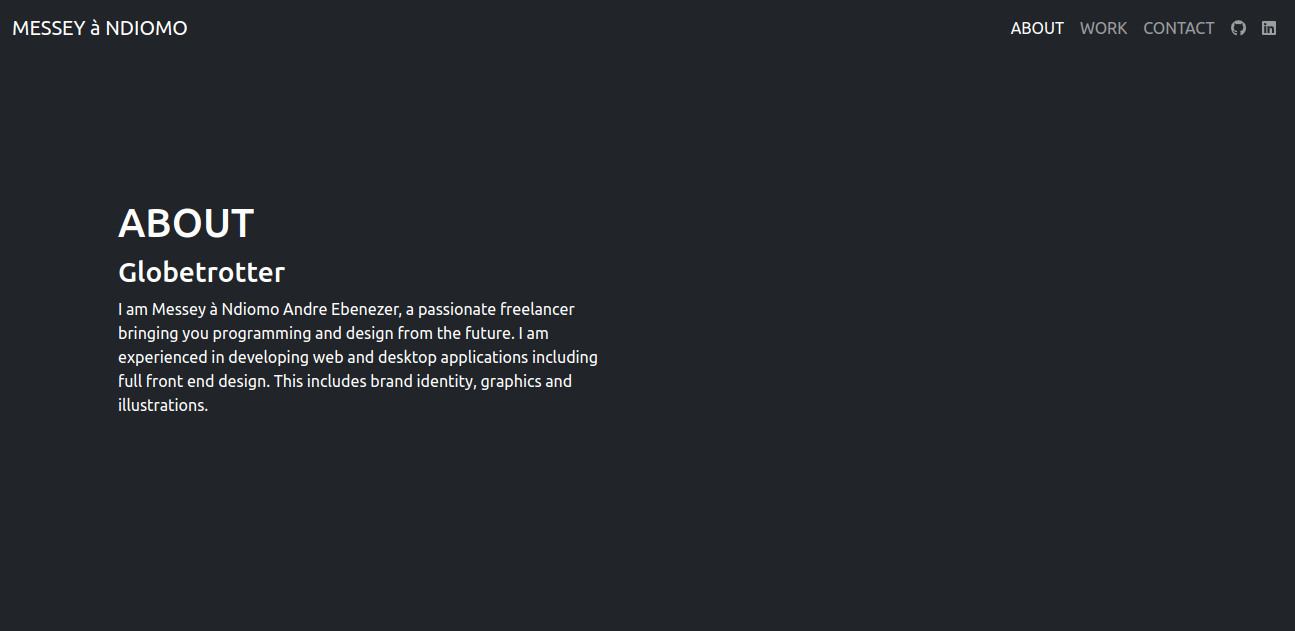 MESSEY à NDIOMO
ABOUT
WORK
CONTACT
in
ABOUT
Globetrotter
I am Messey à Ndiomo Andre Ebenezer, a passionate freelancer
bringing you programming and design from the future. I am
experienced in developing web and desktop applications including
full front end design. This includes brand identity, graphics and
illustrations.